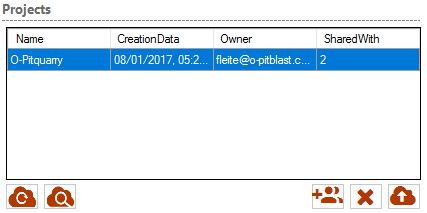 Projects
Name CreationData Owner SharedWith
O-Pitquarry 08/01/2017, 05:2... fleite@o-pitblast.c... 2